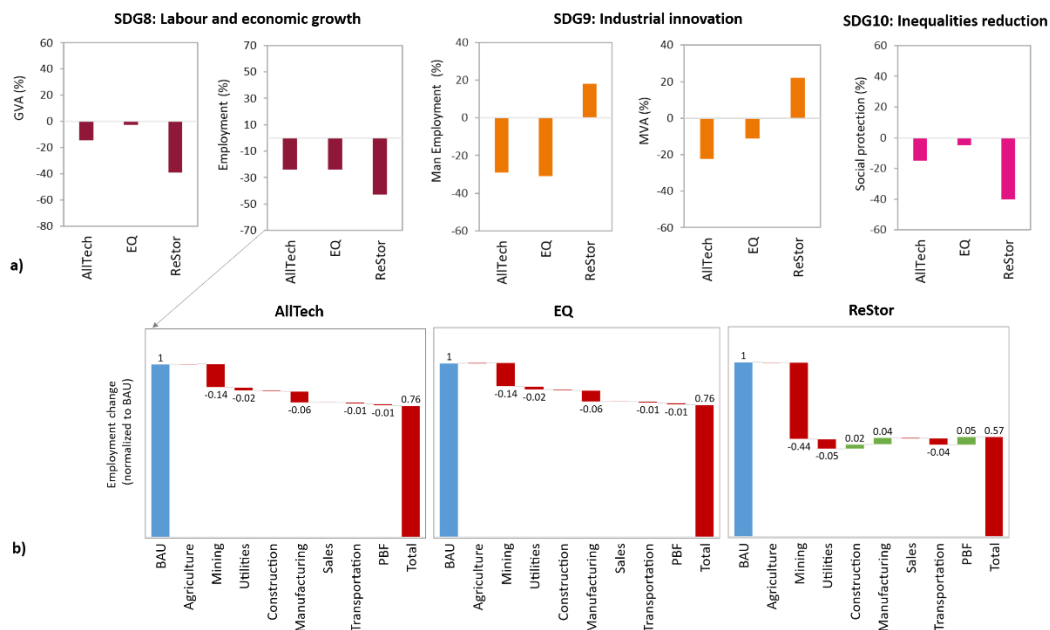 SDG8: Labour and economic growth
SDG9: Industrial innovation
SDG10: Inequalities reduction
GVA (%)
60
40
20
0
-20
-40
-60
-80
AllTech
EQ
ReStor
Employment (%)
70
50
30
10
-10
-30
-50
-70
AllTech
EQ
ReStor
Man Employment (%)
40
20
0
-20
-40
-60
AllTech
EQ
ReStor
MVA (%)
40
20
0
-20
-40
-60
AllTech
EQ
ReStor
Social protection (%)
60
40
20
0
-20
-40
-60
AllTech
EQ
ReStor
a)
AllTech
Employment change
(normalized to BAU)
1
-0.14
-0.02
-0.06
-0.01
-0.01
0.76
BAU
Agriculture
Mining
Utilities
Construction
Manufacturing
Sales
Transportation
PBF
Total
EQ
1
-0.14
-0.02
-0.06
-0.01
-0.01
0.76
BAU
Agriculture
Mining
Utilities
Construction
Manufacturing
Sales
Transportation
PBF
Total
ReStor
1
-0.44
-0.05
0.02
0.04
-0.04
0.05
0.57
BAU
Agriculture
Mining
Utilities
Construction
Manufacturing
Sales
Transportation
PBF
Total
b)